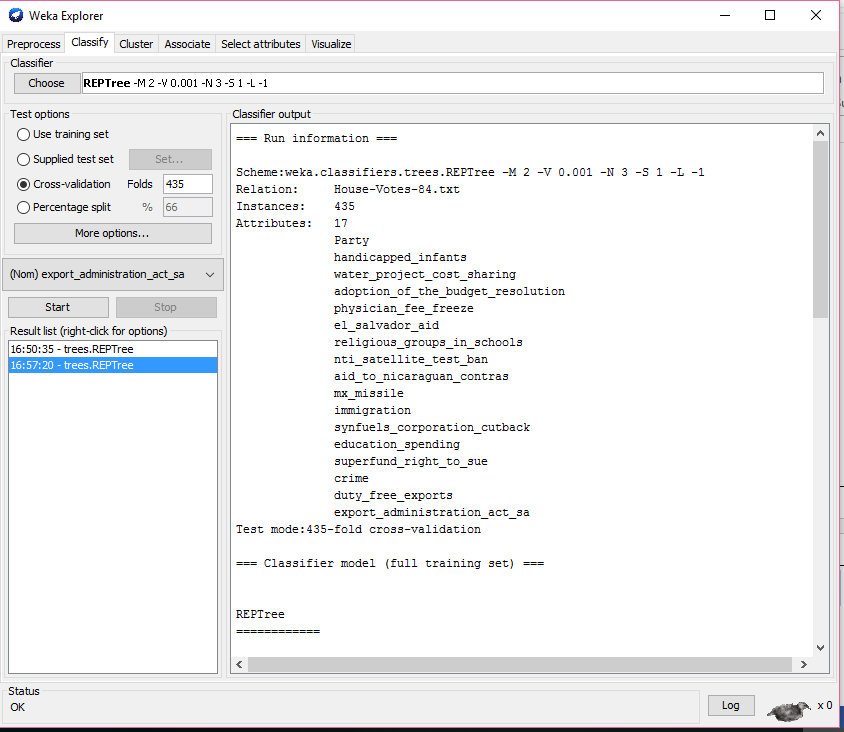 Weka Explorer
Preprocess Classify Cluster Associate Select attributes Visualize
Classifier
Choose REPTree -M 2 -V 0.001 -N 3 -S 1 -L -1
Test options
Use training set
Supplied test set Set...
Cross-validation Folds 435
Percentage split % 66
More options...
(Nom) export_administration_act_sa
Start Stop
Result list (right-click for options)
16:50:35 - trees.REPTree
16:57:20 - trees.REPTree
Classifier output
=== Run information ===
Scheme:weka.classifiers.trees.REPTree -M 2 -V 0.001 -N 3 -S 1 -L -1
Relation: House-Votes-84.txt
Instances: 435
Attributes: 17
Party
handicapped_infants
water_project_cost_sharing
adoption_of_the_budget_resolution
physician_fee_freeze
el_salvador_aid
religious_groups_in_schools
nti_satellite_test_ban
aid_to_nicaraguan_contras
mx_missile
immigration
synfuels_corporation_cutback
education_spending
superfund_right_to_sue
crime
duty_free_exports
export_administration_act_sa
Test mode:435-fold cross-validation
=== Classifier model (full training set) ===
REPTree
============
Status
OK
Log x 0